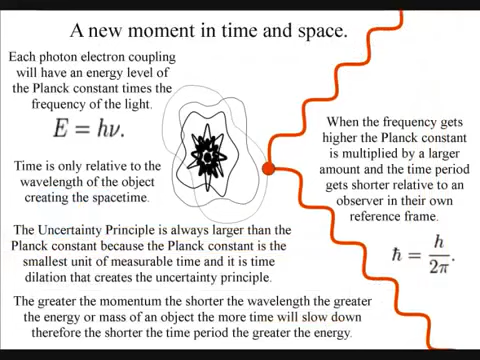 A new moment in time and space.
Each photon electron coupling
will have an energy level of
the Planck constant times the
frequency of the light.
E = hν.
Time is only relative to the
wavelength of the object
creating the spacetime.
When the frequency gets
higher the Planck constant
is multiplied by a larger
amount and the time period
gets shorter relative to an
observer in their own
reference frame.
ħ = h/2π.
The Uncertainty Principle is always larger than the
Planck constant because the Planck constant is the
smallest unit of measurable time and it is time
dilation that creates the uncertainty principle.
The greater the momentum the shorter the wavelength the greater
the energy or mass of an object the more time will slow down
therefore the shorter the time period the greater the energy.